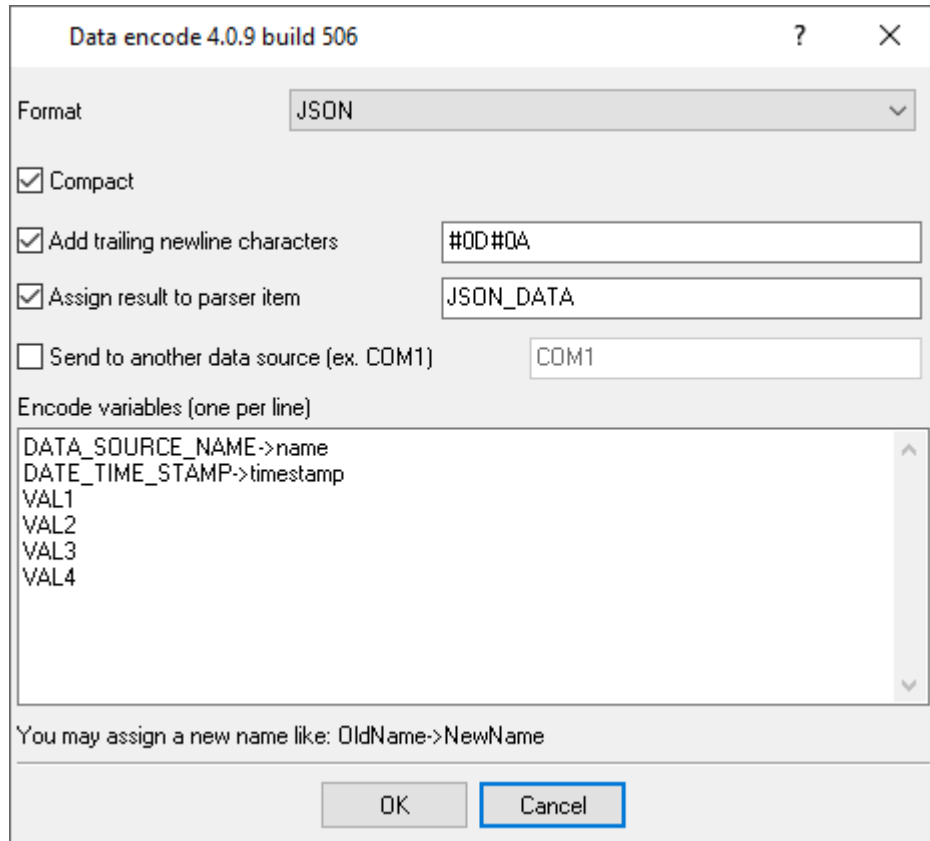 Data encode 4.0.9 build 506 ?
Format JSON
Compact
Add trailing newline characters #0D#0A
Assign result to parser item JSON_DATA
Send to another data source (ex. COM1) COM1
Encode variables (one per line)
DATA_SOURCE_NAME->name
DATE_TIME_STAMP->timestamp
VAL1
VAL2
VAL3
VAL4
You may assign a new name like: OldName->NewName
OK Cancel